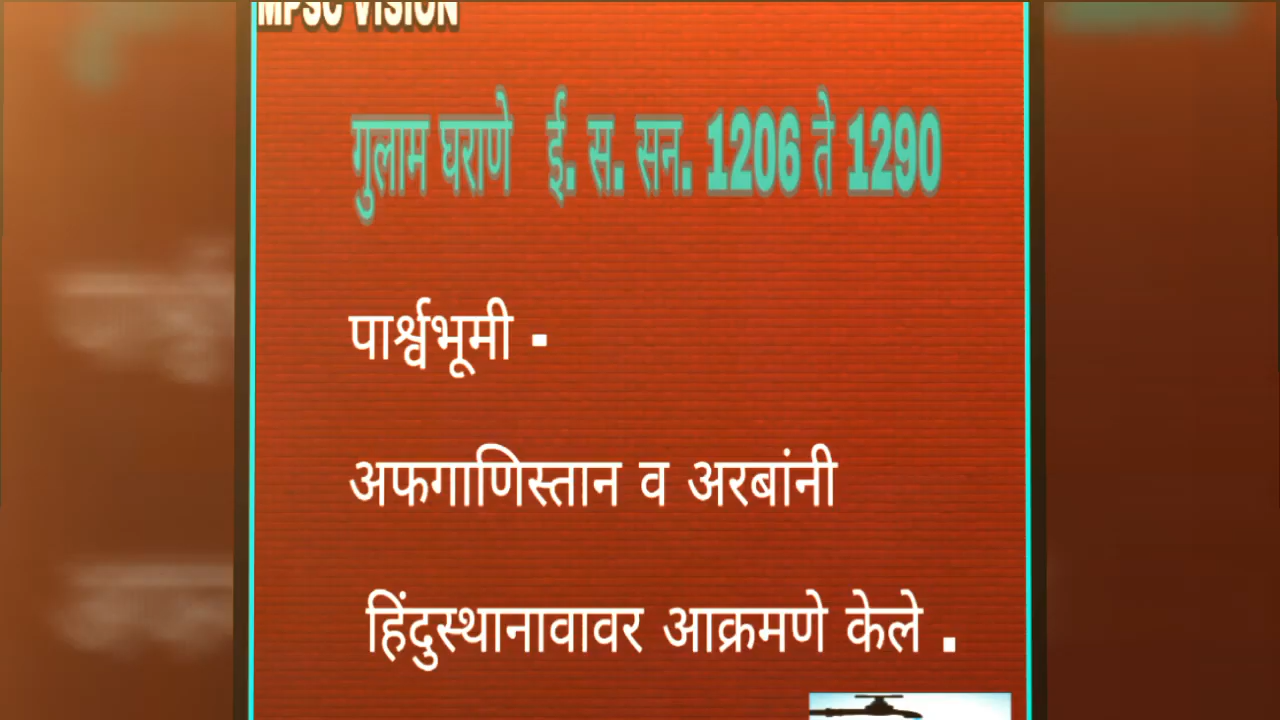 MPSC VISION
गुलाम घराणे ई. स. सन. 1206 ते 1290
पार्श्वभूमी -
अफगाणिस्तान व अरबांनी
हिंदुस्थानावावर आक्रमणे केले .